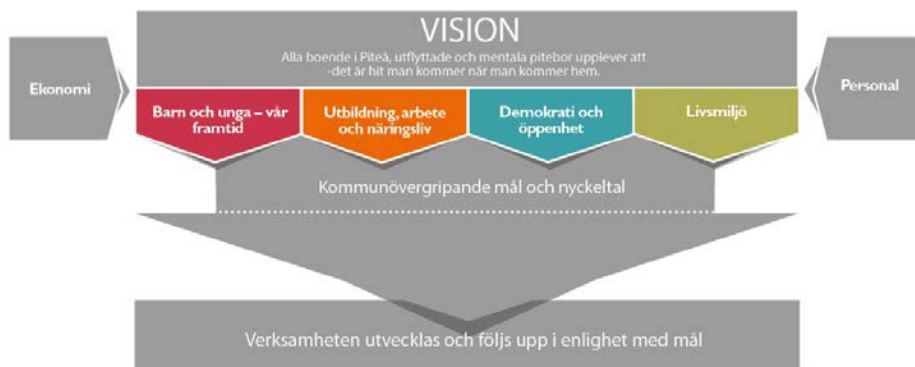 VISION
Alla boende i Piteå, utflyttade och mentala pitebor upplever att
-det är hit man kommer när man kommer hem.
Ekonomi
Personal
Barn och unga – vår
framtid
Utbildning, arbete
och näringsliv
Demokrati och
öppenhet
Livsmiljö
Kommunövergripande mål och nyckeltal
Verksamheten utvecklas och följs upp i enlighet med mål